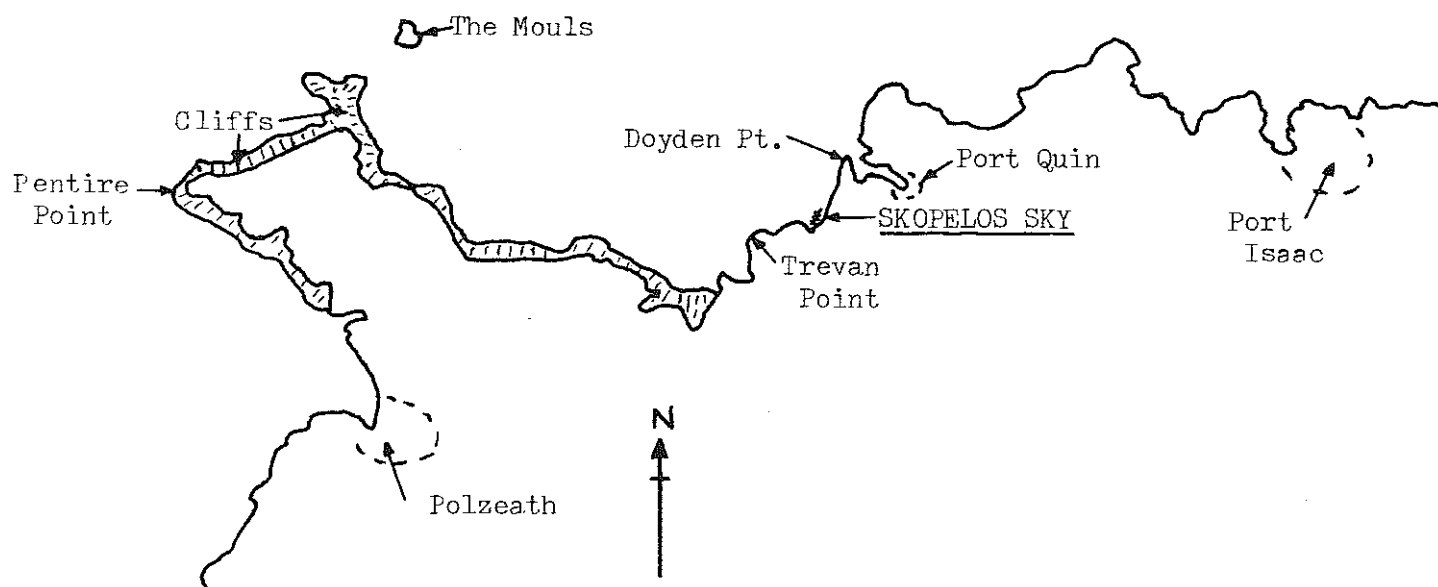 The Mouls
Cliffs
Doyden Pt.
Port Quin
Pentire
Point
SKOPELOS SKY
Port
Isaac
Trevan
Point
N
Polzeath